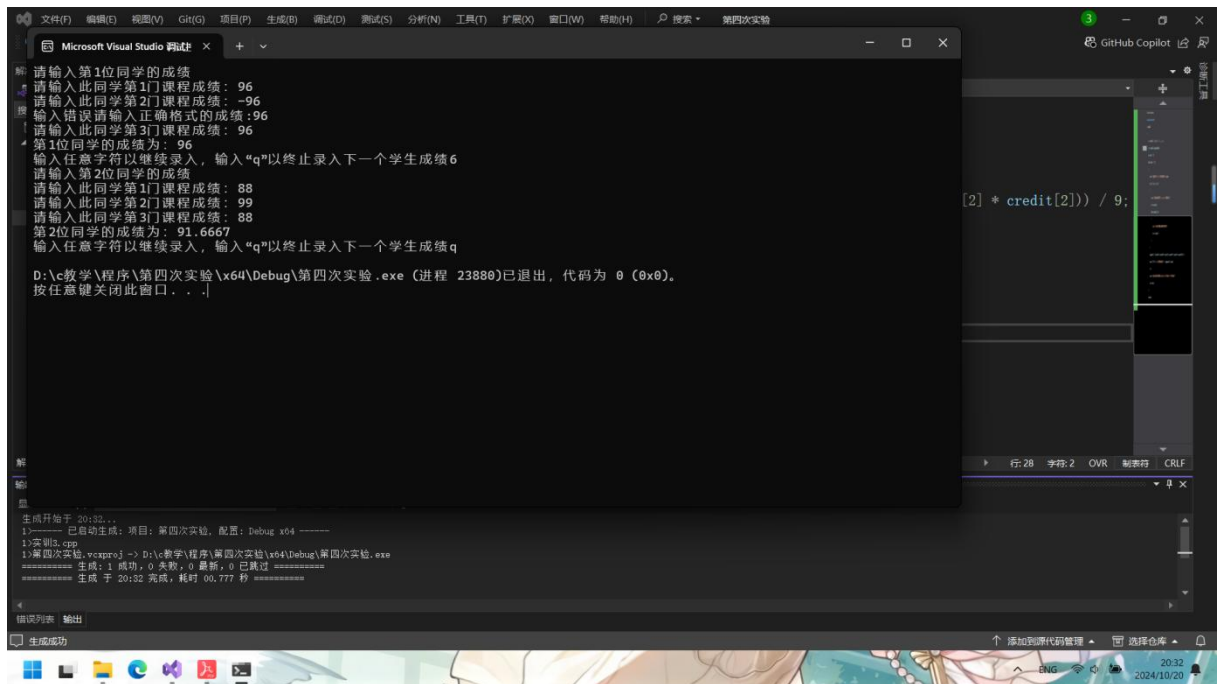 文件(F) 编辑(E) 视图(V) Git(G) 项目(P) 生成(B) 调试(D) 测试(S) 分析(N) 工具(T) 扩展(X) 窗口(W) 帮助(H) 搜索 第四次实验 3
Microsoft Visual Studio 调试
GitHub Copilot
诊断工具
请输入第1位同学的成绩
请输入此同学第1门课程成绩: 96
请输入此同学第2门课程成绩: -96
输入错误请输入正确格式的成绩:96
请输入此同学第3门课程成绩: 96
第1位同学的成绩为: 96
输入任意字符以继续录入, 输入“q”以终止录入下一个学生成绩6
请输入第2位同学的成绩
请输入此同学第1门课程成绩: 88
请输入此同学第2门课程成绩: 99
请输入此同学第3门课程成绩: 88
第2位同学的成绩为: 91.6667
输入任意字符以继续录入, 输入“q”以终止录入下一个学生成绩q
[2] * credit[2])) / 9;
D:\c教学\程序\第四次实验\x64\Debug\第四次实验.exe (进程 23880)已退出, 代码为 0 (0x0)。
按任意键关闭此窗口. . .
行: 28 字符: 2 OVR 制表符 CRLF
生成开始于 20:32...
1>------ 已启动生成: 项目: 第四次实验, 配置: Debug x64 ------
1>实训3.cpp
1>第四次实验.vcxproj -> D:\c教学\程序\第四次实验\x64\Debug\第四次实验.exe
========== 生成: 1 成功, 0 失败, 0 最新, 0 已跳过 ==========
========== 生成 于 20:32 完成, 耗时 00.777 秒 ==========
错误列表 输出
生成成功 添加到源代码管理 选择仓库
ENG 20:32
2024/10/20